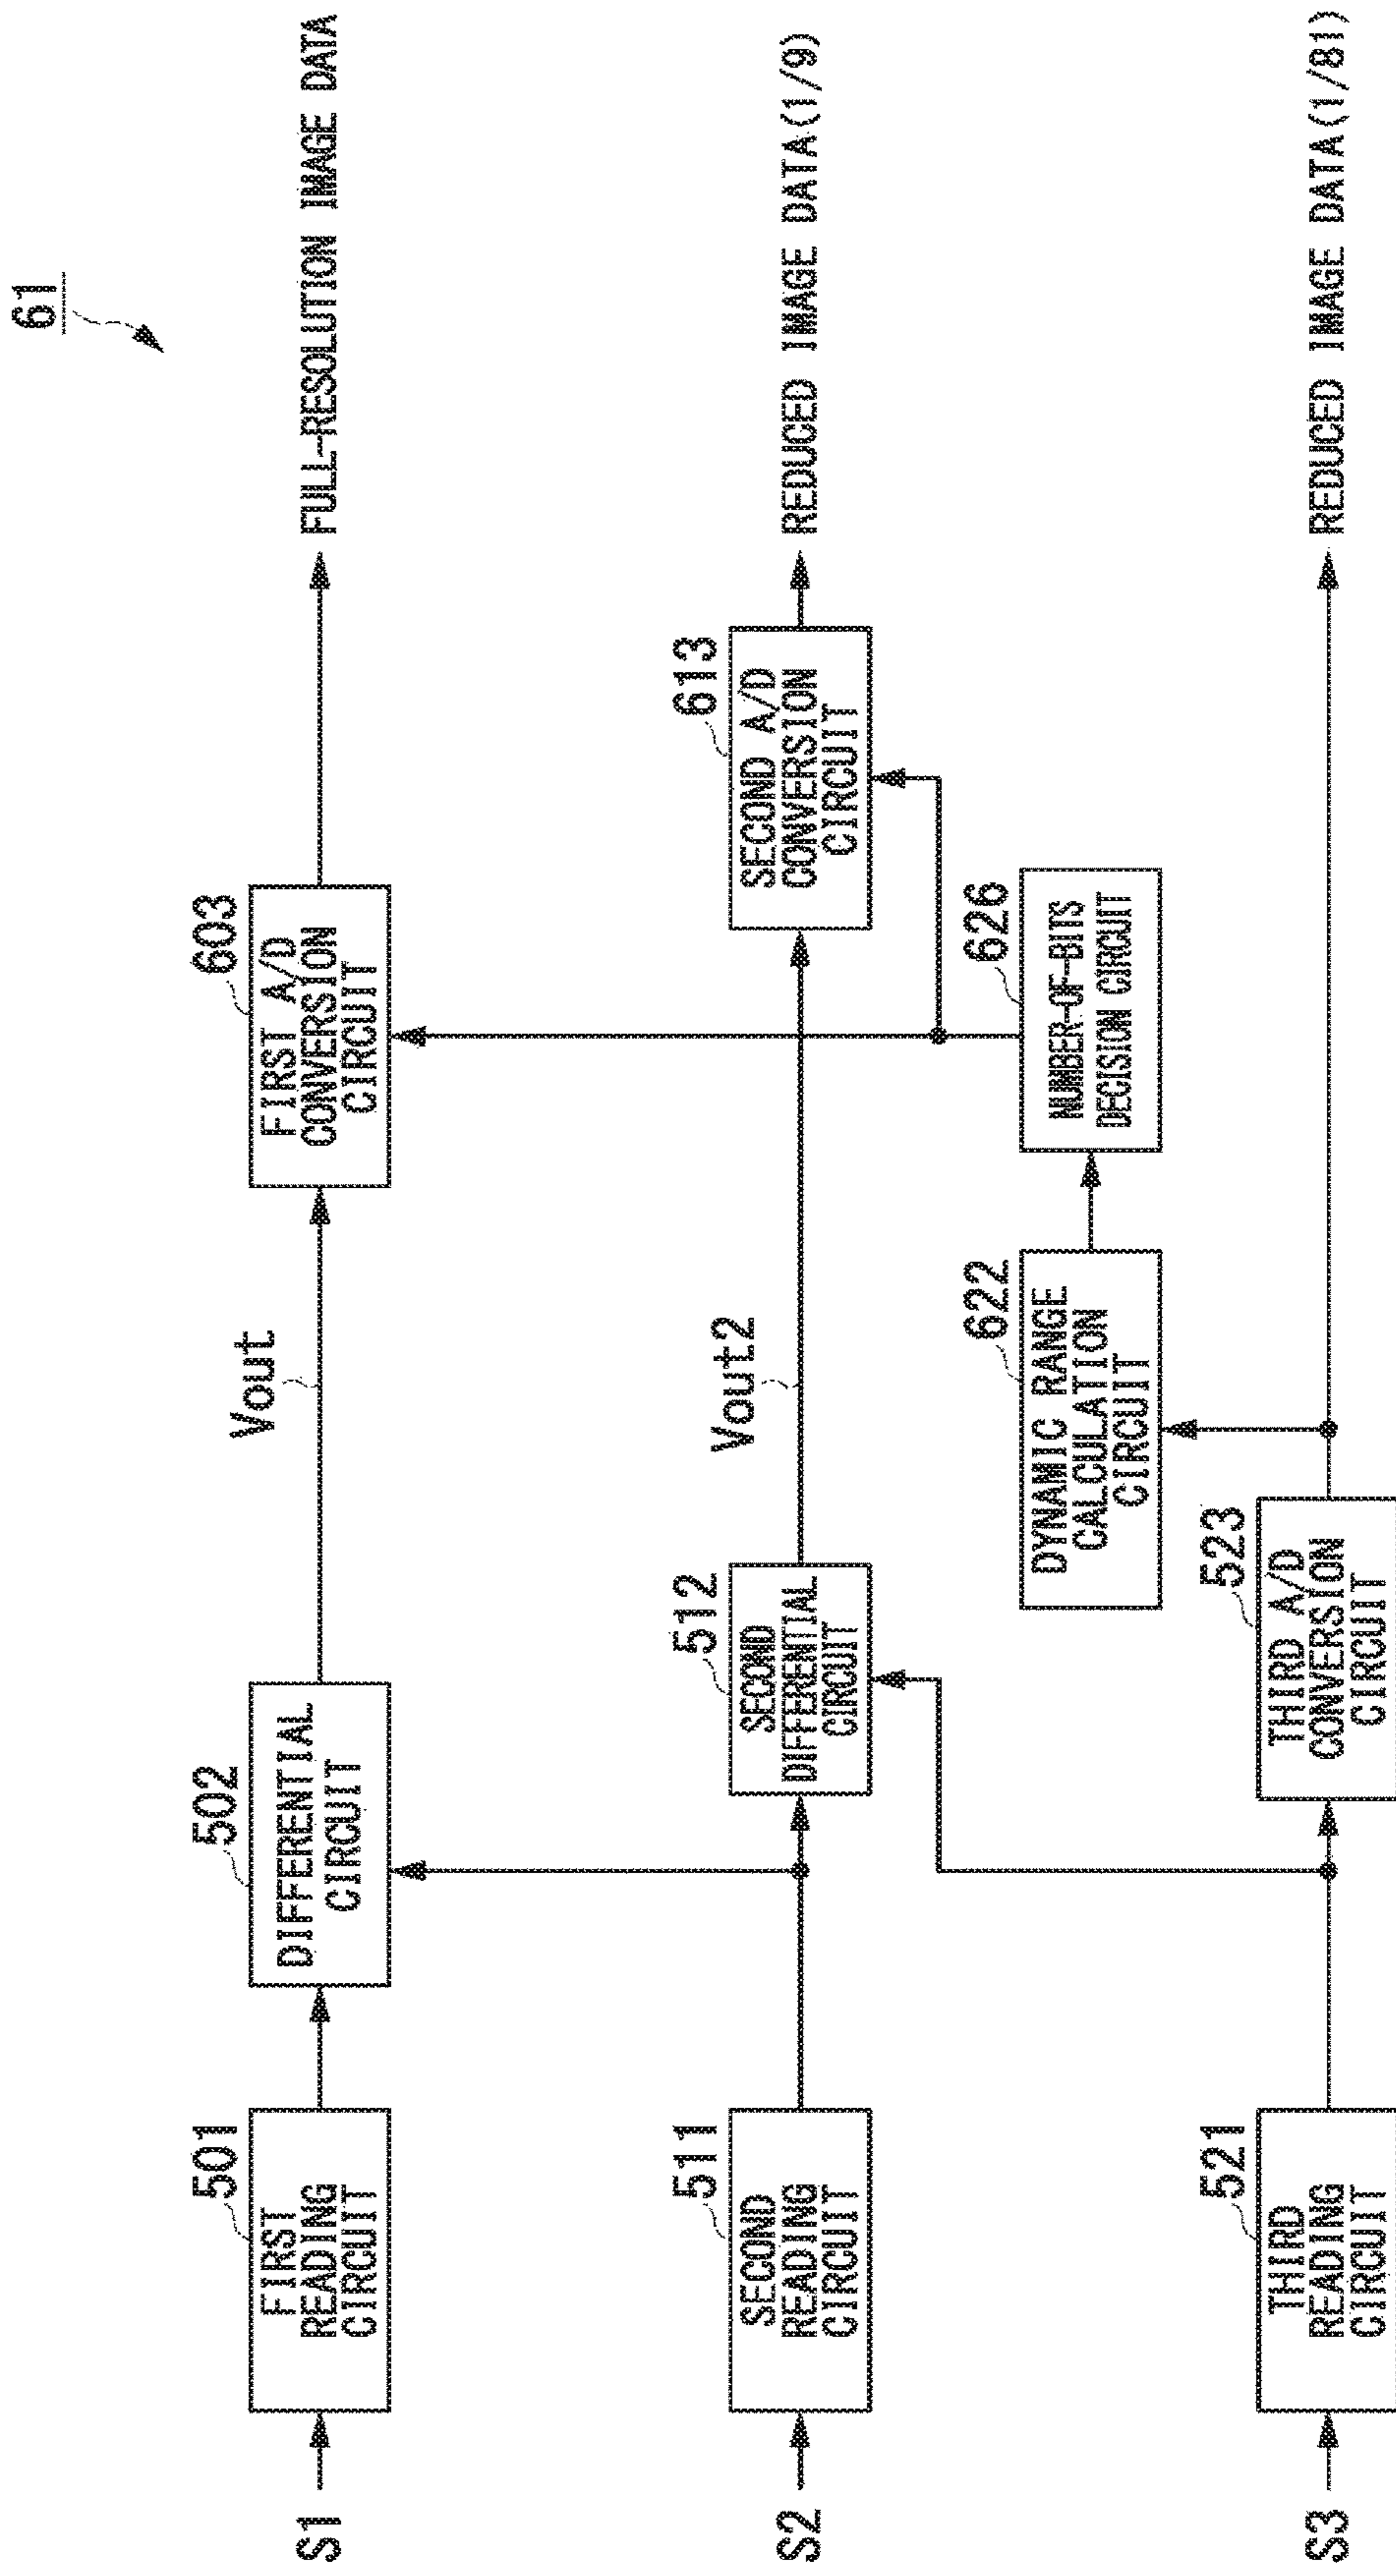 61
S1
501
FIRST
READING
CIRCUIT
502
DIFFERENTIAL
CIRCUIT
Vout
603
FIRST A/D
CONVERSION
CIRCUIT
FULL-RESOLUTION IMAGE DATA
S2
511
SECOND
READING
CIRCUIT
512
SECOND
DIFFERENTIAL
CIRCUIT
Vout2
613
SECOND A/D
CONVERSION
CIRCUIT
REDUCED IMAGE DATA(1/9)
622
DYNAMIC RANGE
CALCULATION
CIRCUIT
626
NUMBER-OF-BITS
DECISION CIRCUIT
S3
521
THIRD
READING
CIRCUIT
523
THIRD A/D
CONVERSION
CIRCUIT
REDUCED IMAGE DATA(1/81)